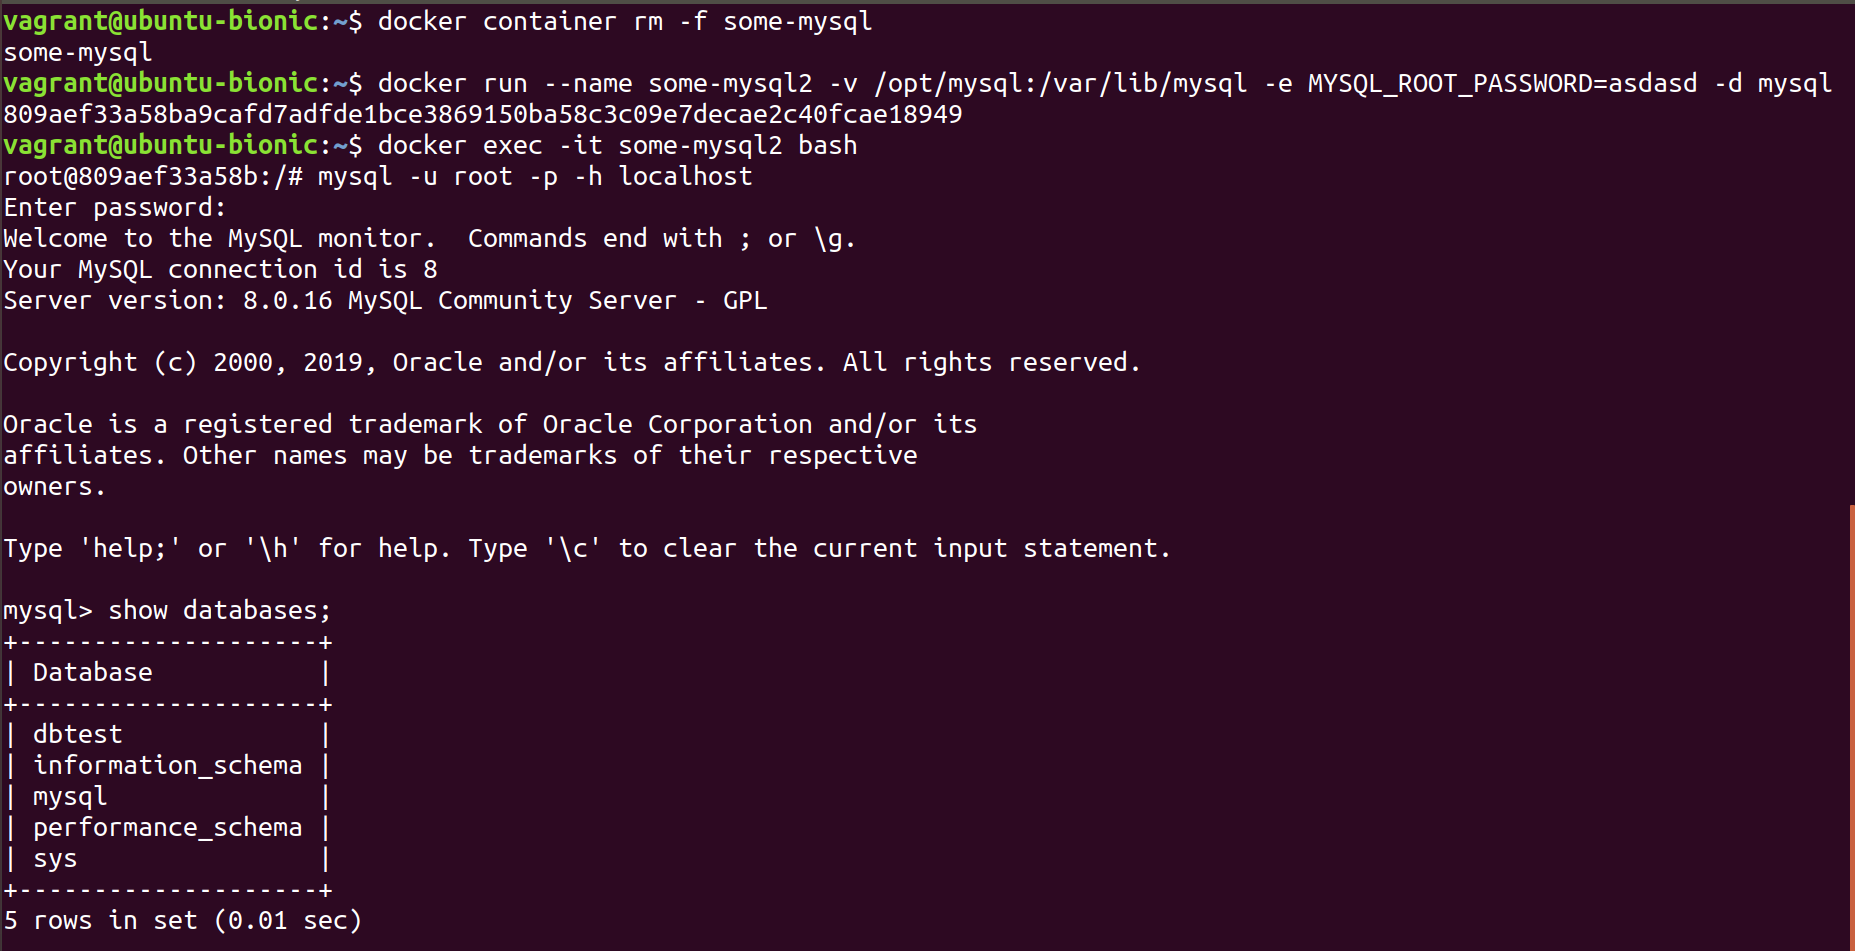 vagrant@ubuntu-bionic:~$ docker container rm -f some-mysql
some-mysql
vagrant@ubuntu-bionic:~$ docker run --name some-mysql2 -v /opt/mysql:/var/lib/mysql -e MYSQL_ROOT_PASSWORD=asdasd -d mysql
809aef33a58ba9cafd7adfde1bce3869150ba58c3c09e7decae2c40fcae18949
vagrant@ubuntu-bionic:~$ docker exec -it some-mysql2 bash
root@809aef33a58b:/# mysql -u root -p -h localhost
Enter password:
Welcome to the MySQL monitor.  Commands end with ; or \g.
Your MySQL connection id is 8
Server version: 8.0.16 MySQL Community Server - GPL

Copyright (c) 2000, 2019, Oracle and/or its affiliates. All rights reserved.

Oracle is a registered trademark of Oracle Corporation and/or its
affiliates. Other names may be trademarks of their respective
owners.

Type 'help;' or '\h' for help. Type '\c' to clear the current input statement.

mysql> show databases;
+--------------------+
| Database           |
+--------------------+
| dbtest             |
| information_schema |
| mysql              |
| performance_schema |
| sys                |
+--------------------+
5 rows in set (0.01 sec)